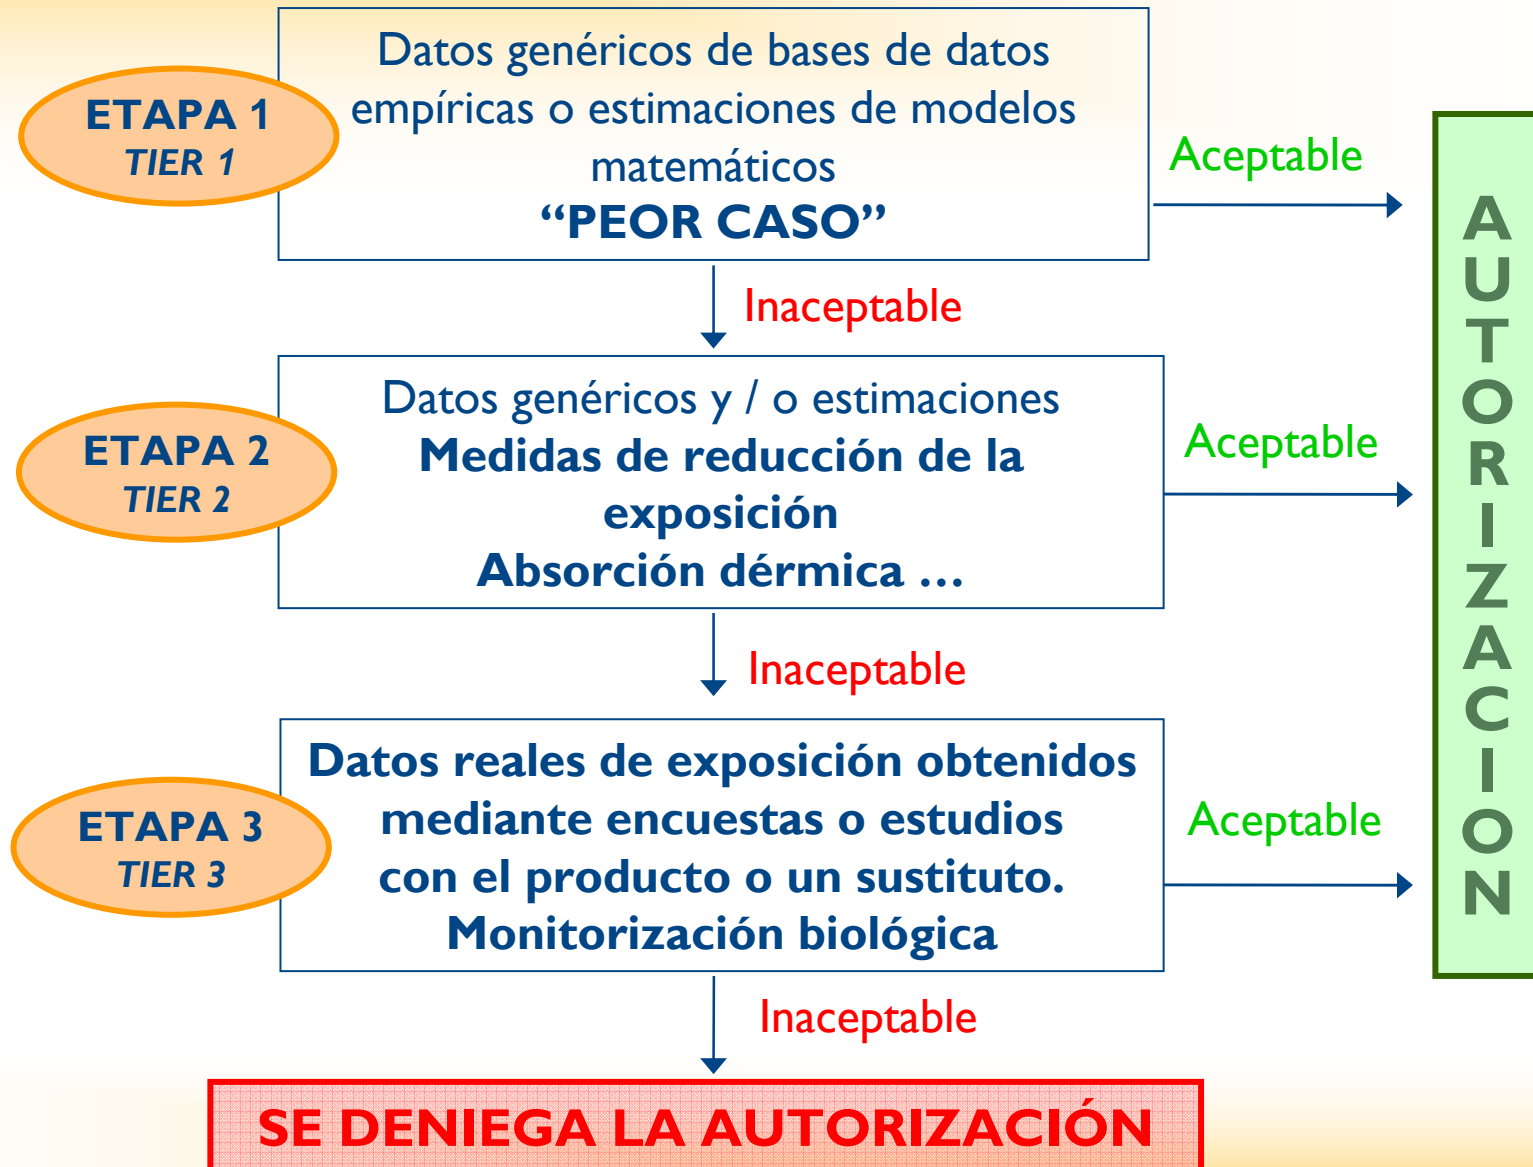 Datos genéricos de bases de datos
empíricas o estimaciones de modelos
matemáticos
“PEOR CASO”
ETAPA 1
TIER 1
Aceptable
Inaceptable
Datos genéricos y / o estimaciones
Medidas de reducción de la
exposición
Absorción dérmica ...
ETAPA 2
TIER 2
Aceptable
Inaceptable
Datos reales de exposición obtenidos
mediante encuestas o estudios
con el producto o un sustituto.
Monitorización biológica
ETAPA 3
TIER 3
Aceptable
Inaceptable
SE DENIEGA LA AUTORIZACIÓN
AUTORIZACION